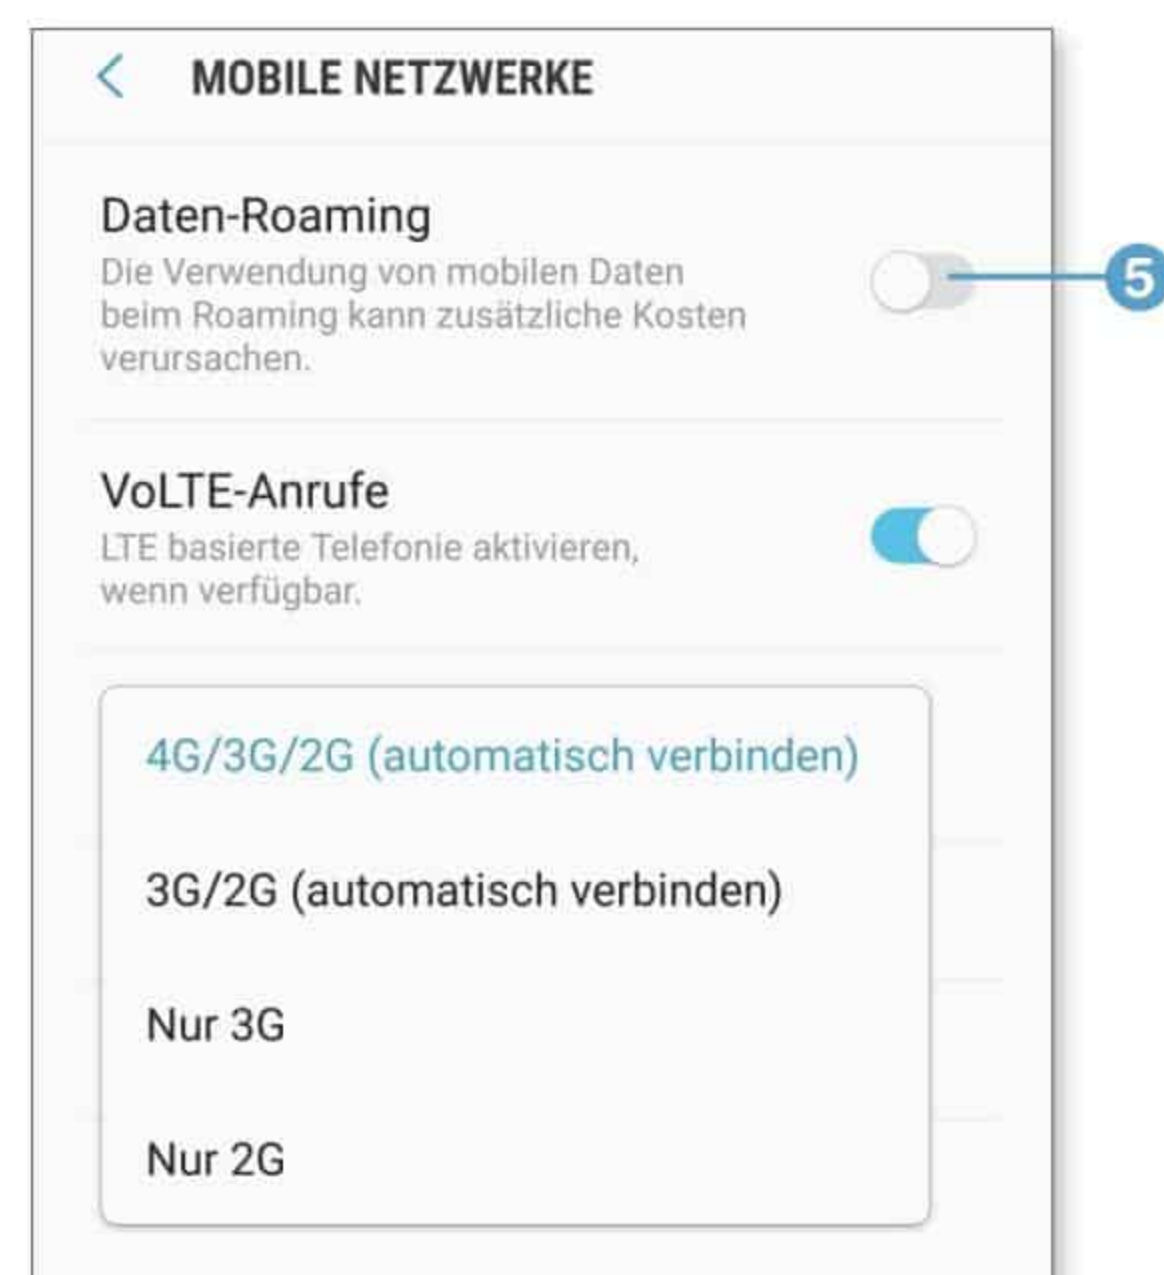 MOBILE NETZWERKE
Daten-Roaming
Die Verwendung von mobilen Daten
beim Roaming kann zusätzliche Kosten
verursachen.
5
VoLTE-Anrufe
LTE basierte Telefonie aktivieren,
wenn verfügbar.
4G/3G/2G (automatisch verbinden)
3G/2G (automatisch verbinden)
Nur 3G
Nur 2G